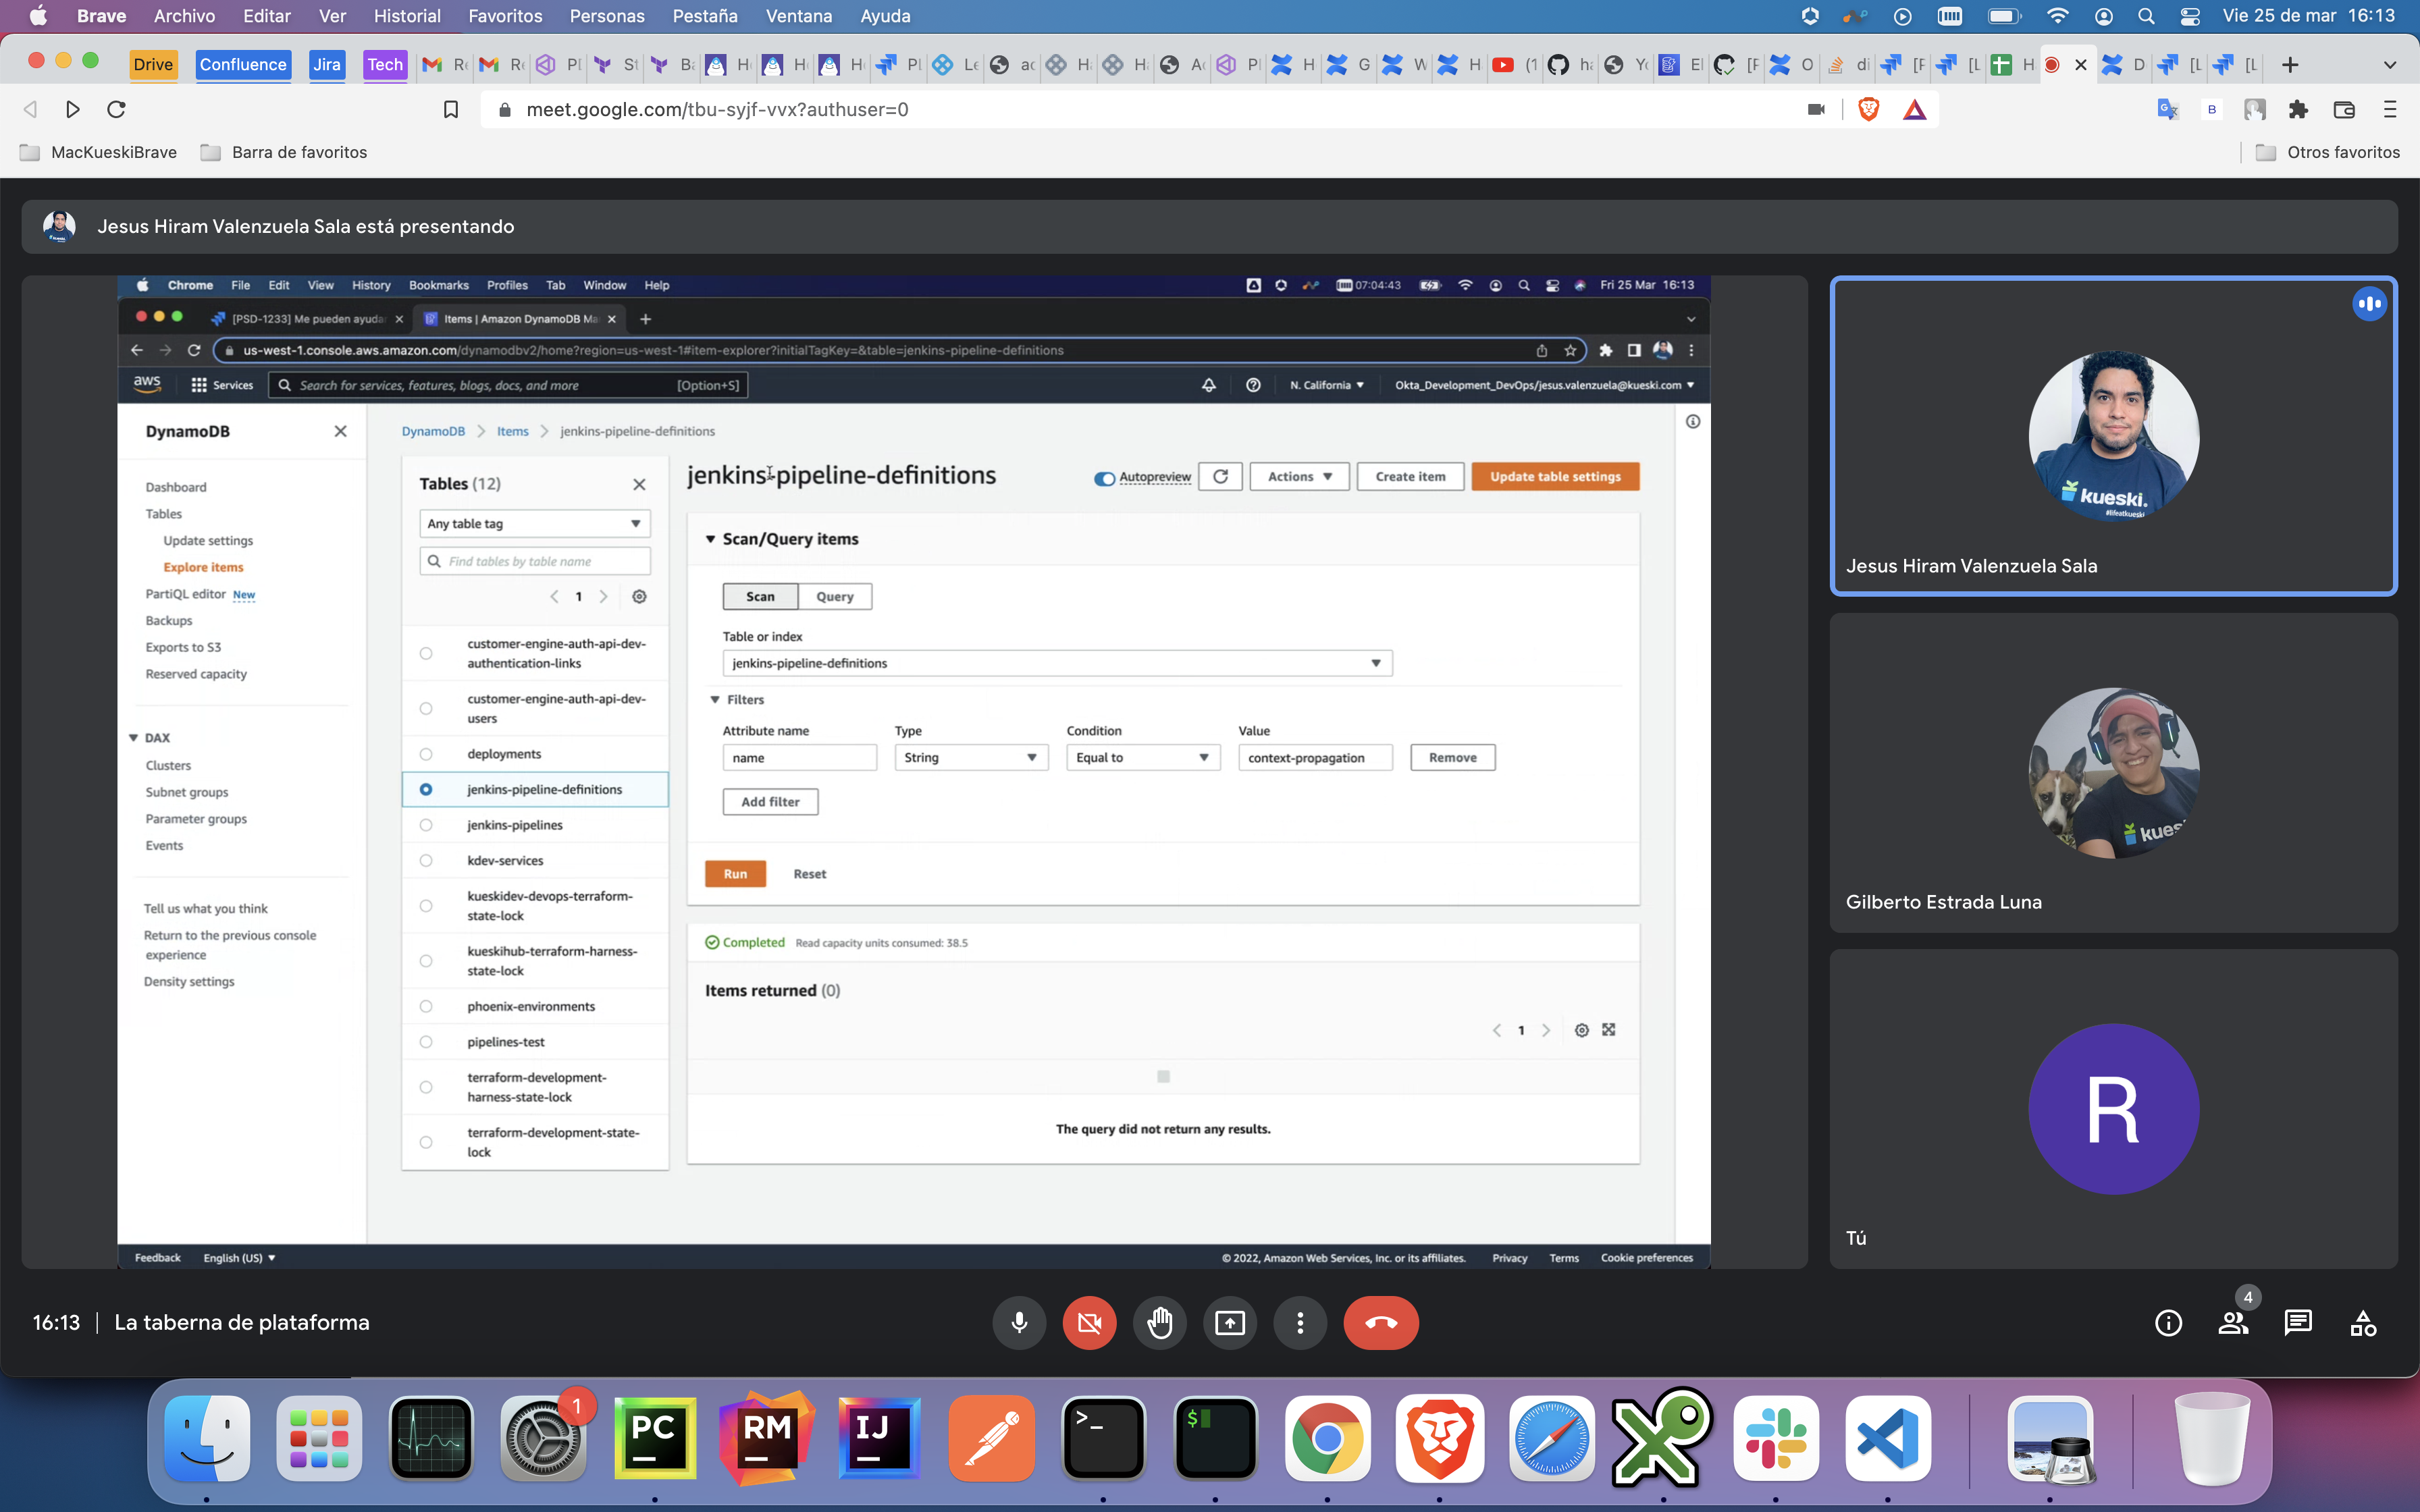 Brave Archivo Editar Ver Historial Favoritos Personas Pestaña Ventana Ayuda
Vie 25 de mar 16:13
Drive Confluence Jira Tech
meet.google.com/tbu-syjf-vvx?authuser=0
MacKueskiBrave Barra de favoritos Otros favoritos
Jesus Hiram Valenzuela Sala está presentando
Chrome File Edit View History Bookmarks Profiles Tab Window Help
07:04:43 Fri 25 Mar 16:13
[PSD-1233] Me pueden ayuda
Items | Amazon DynamoDB Ma
us-west-1.console.aws.amazon.com/dynamodbv2/home?region=us-west-1#item-explorer?initialTagKey=&table=jenkins-pipeline-definitions
aws Services Search for services, features, blogs, docs, and more [Option+S]
N. California Okta_Development_DevOps/jesus.valenzuela@kueski.com
DynamoDB
Dashboard
Tables
Update settings
Explore items
PartiQL editor New
Backups
Exports to S3
Reserved capacity
DAX
Clusters
Subnet groups
Parameter groups
Events
Tell us what you think
Return to the previous console
experience
Density settings
DynamoDB Items jenkins-pipeline-definitions
Tables (12)
Any table tag
Find tables by table name
1
customer-engine-auth-api-dev-
authentication-links
customer-engine-auth-api-dev-
users
deployments
jenkins-pipeline-definitions
jenkins-pipelines
kdev-services
kueskidev-devops-terraform-
state-lock
kueskihub-terraform-harness-
state-lock
phoenix-environments
pipelines-test
terraform-development-
harness-state-lock
terraform-development-state-
lock
jenkins-pipeline-definitions
Autopreview Actions Create item Update table settings
Scan/Query items
Scan Query
Table or index
jenkins-pipeline-definitions
Filters
Attribute name Type Condition Value
name String Equal to context-propagation Remove
Add filter
Run Reset
Completed Read capacity units consumed: 38.5
Items returned (0)
1
The query did not return any results.
Feedback English (US)
© 2022, Amazon Web Services, Inc. or its affiliates. Privacy Terms Cookie preferences
kueski.
#lifeatkueski
Jesus Hiram Valenzuela Sala
kues
Gilberto Estrada Luna
R
Tú
16:13 La taberna de plataforma
4
1
PC
RM
IJ
>_
$